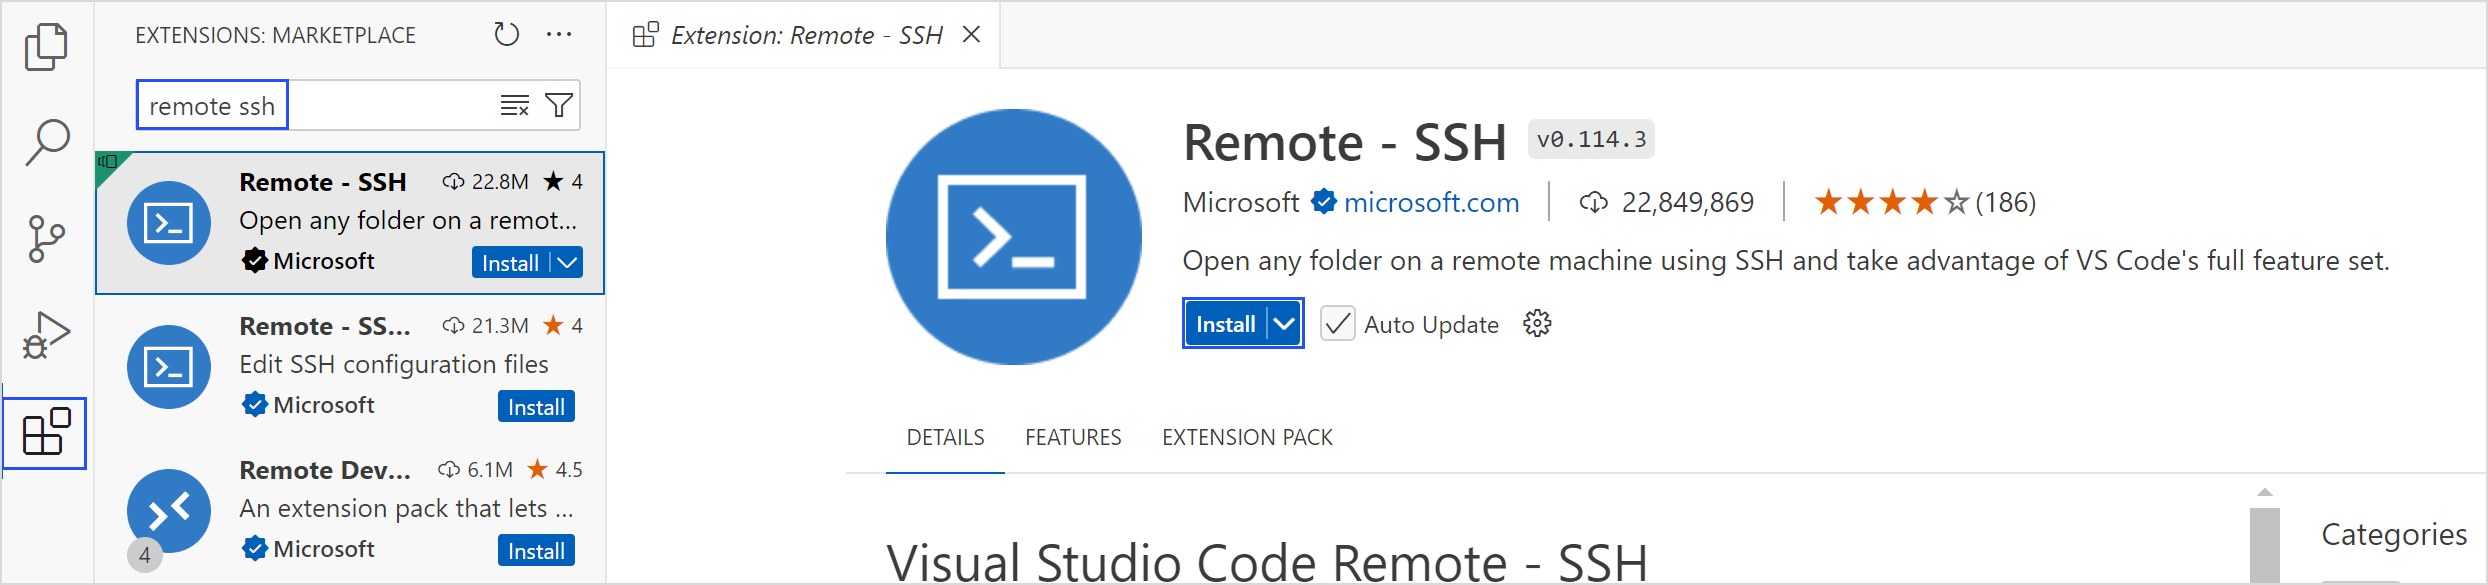 EXTENSIONS: MARKETPLACE
remote ssh
Remote - SSH 22.8M ★ 4
Open any folder on a remot...
Microsoft Install
Remote - SS... 21.3M ★ 4
Edit SSH configuration files
Microsoft Install
Remote Dev... 6.1M ★ 4.5
An extension pack that lets ...
4 Microsoft Install
Extension: Remote - SSH
Remote - SSH v0.114.3
Microsoft microsoft.com | 22,849,869 | ★★★★☆(186)
Open any folder on a remote machine using SSH and take advantage of VS Code's full feature set.
Install Auto Update
DETAILS FEATURES EXTENSION PACK
Visual Studio Code Remote - SSH
Categories